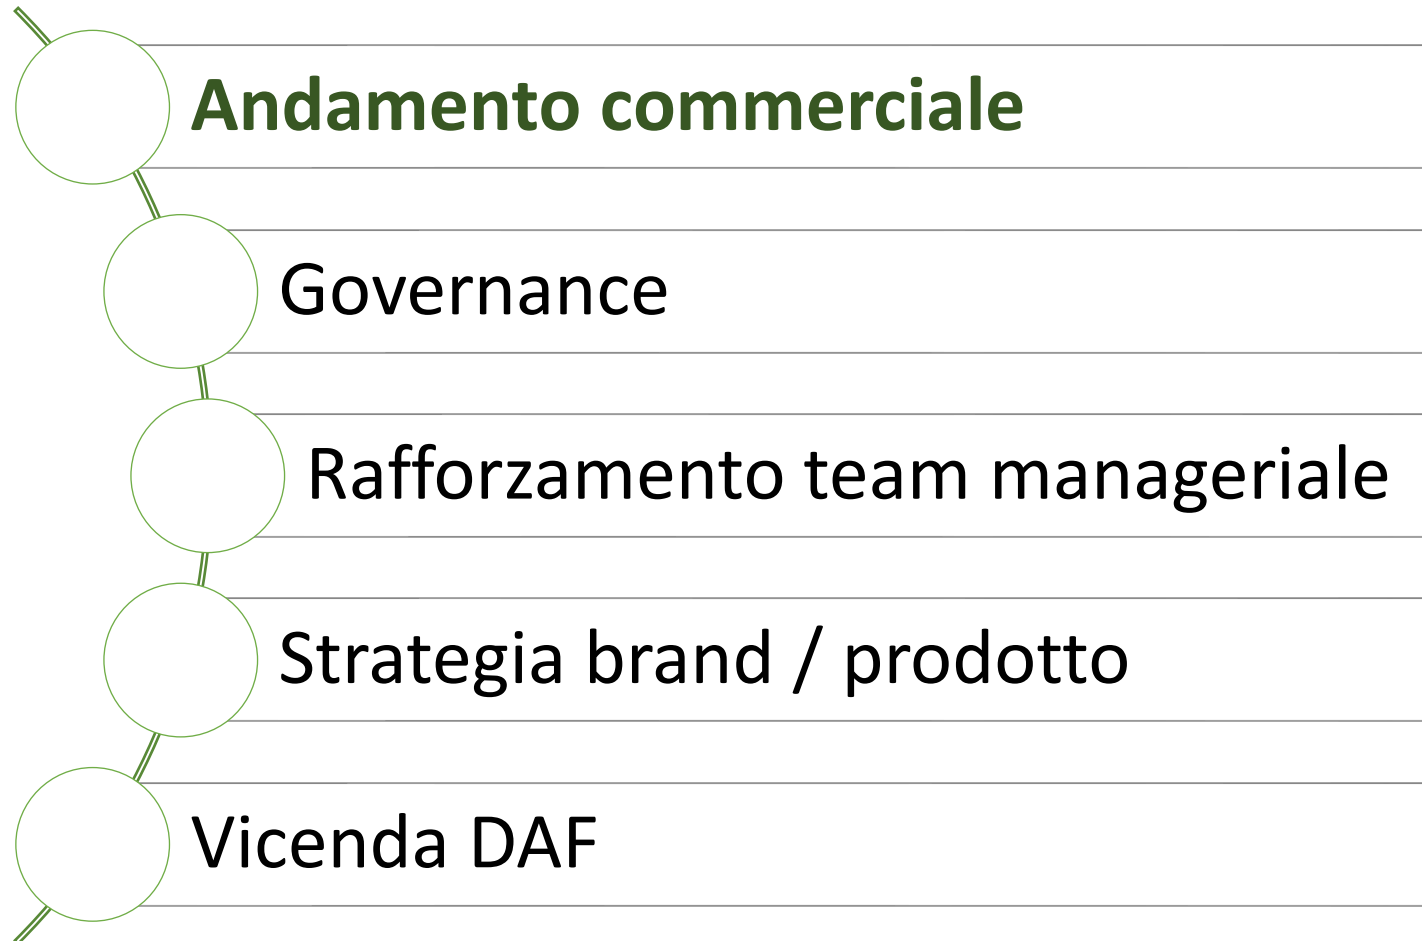 Andamento commerciale
Governance
Rafforzamento team manageriale
Strategia brand / prodotto
Vicenda DAF